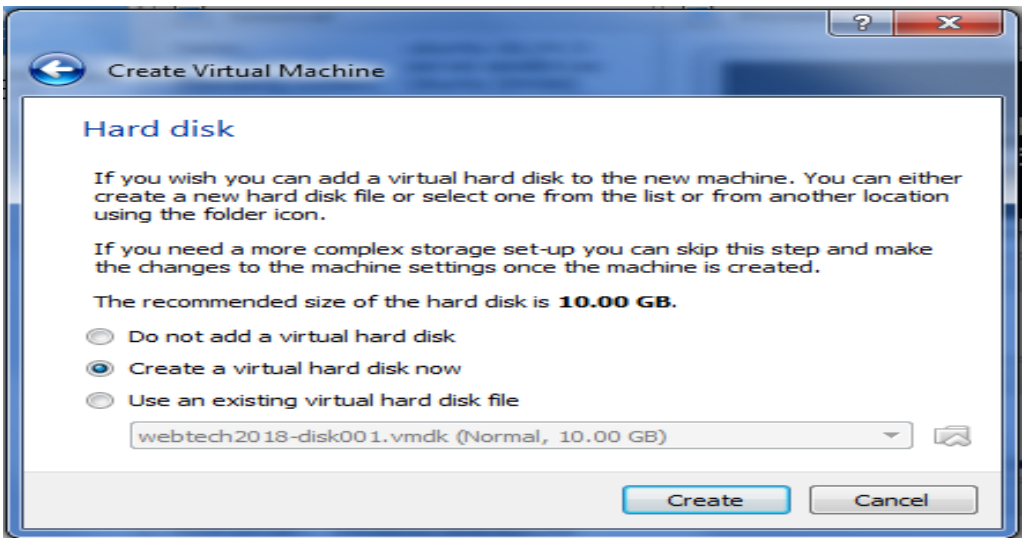 ?
Create Virtual Machine
Hard disk
If you wish you can add a virtual hard disk to the new machine. You can either
create a new hard disk file or select one from the list or from another location
using the folder icon.
If you need a more complex storage set-up you can skip this step and make
the changes to the machine settings once the machine is created.
The recommended size of the hard disk is 10.00 GB.
Do not add a virtual hard disk
Create a virtual hard disk now
Use an existing virtual hard disk file
webtech2018-disk001.vmdk (Normal, 10.00 GB)
Create Cancel